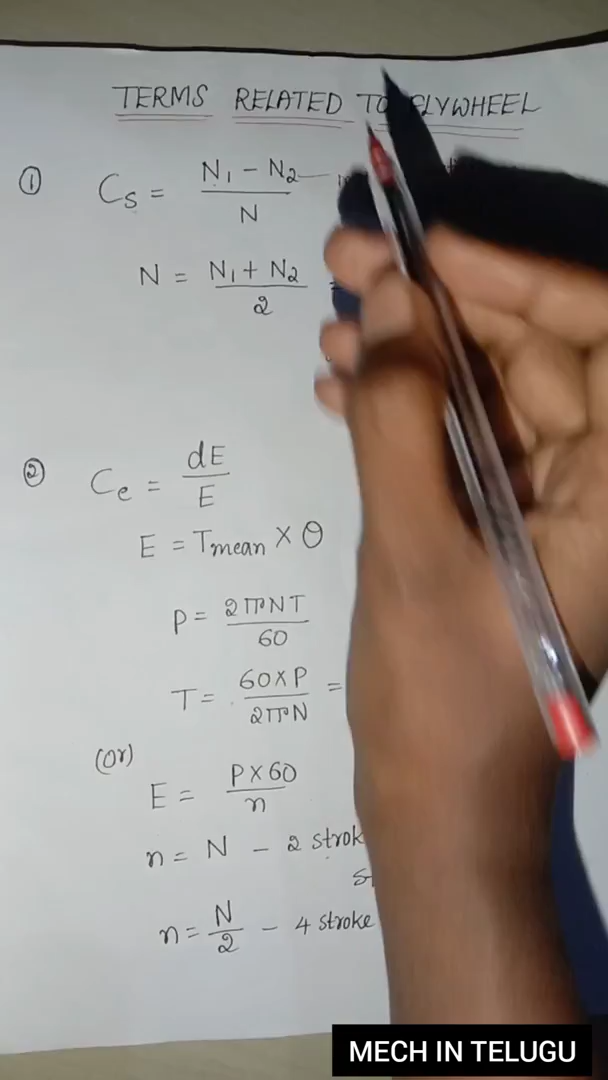 TERMS RELATED TO FLYWHEEL
① Cs = N1 - N2 / N
N = N1 + N2 / 2 =
② Ce = dE / E
E = Tmean × θ
P = 2πNT / 60
T = 60×P / 2πN =
(Or)
E = P×60 / n
n = N - 2 strok
n = N / 2 - 4 stroke
MECH IN TELUGU